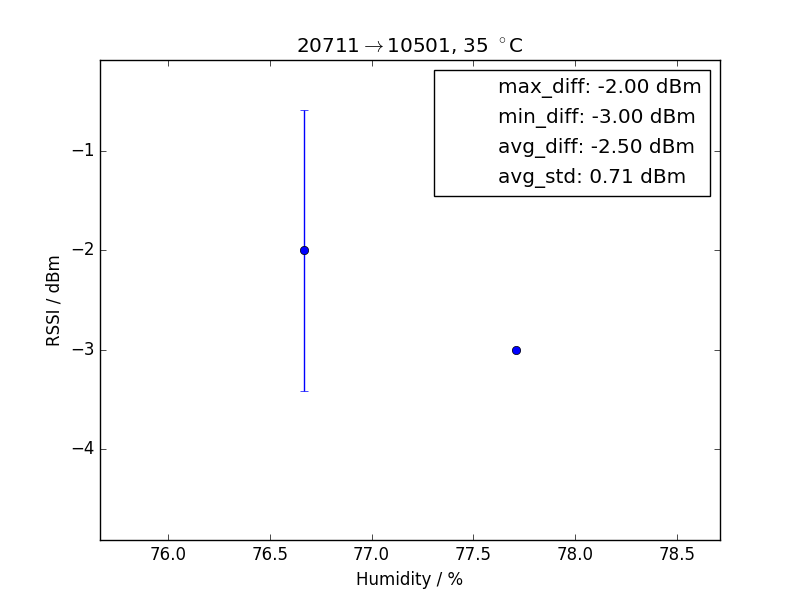 20711→10501, 35 °C
max_diff: -2.00 dBm
min_diff: -3.00 dBm
avg_diff: -2.50 dBm
avg_std: 0.71 dBm
−1
−2
−3
−4
RSSI / dBm
76.0 76.5 77.0 77.5 78.0 78.5
Humidity / %